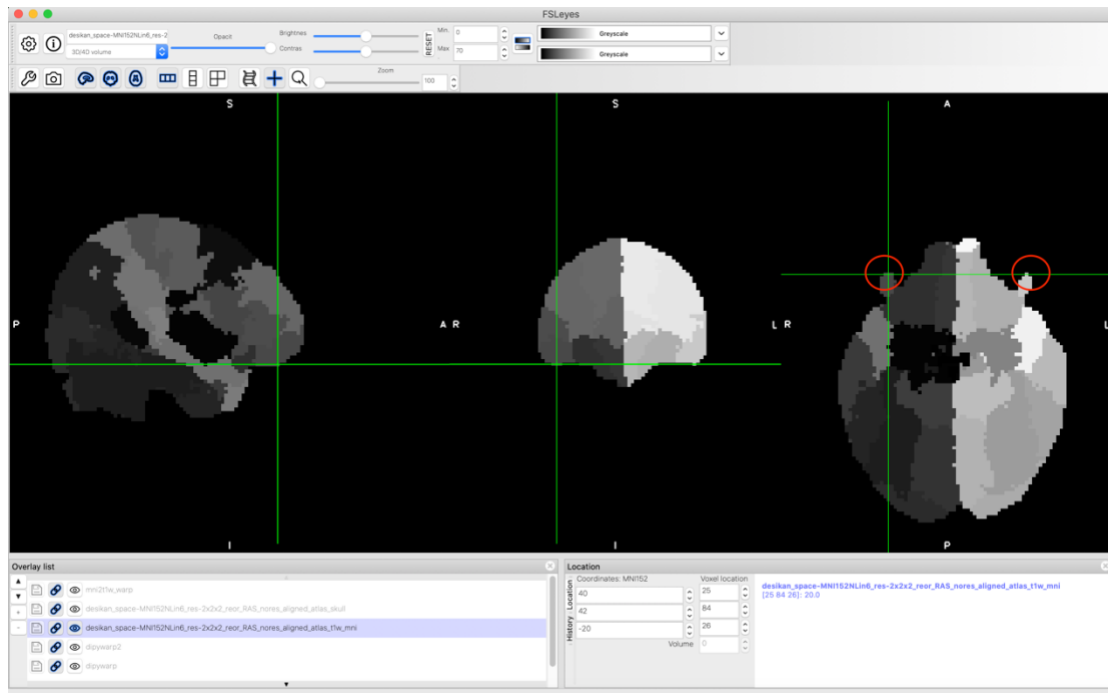 FSLeyes
desikan_space-MNI152NLin6_res-2
3D/4D volume
Opacit
Brightnes
Contras
RESET
Min. 0
Max 70
Greyscale
Greyscale
Zoom
100
S S A
P A R L R L
I I P
Overlay list
mni2t1w_warp
desikan_space-MNI152NLin6_res-2x2x2_reor_RAS_nores_aligned_atlas_skull
desikan_space-MNI152NLin6_res-2x2x2_reor_RAS_nores_aligned_atlas_t1w_mni
dipywarp2
dipywarp
Location
History Location
Coordinates: MNI152 Voxel location
40 25
42 84
-20 26
Volume 0
desikan_space-MNI152NLin6_res-2x2x2_reor_RAS_nores_aligned_atlas_t1w_mni
[25 84 26]: 20.0